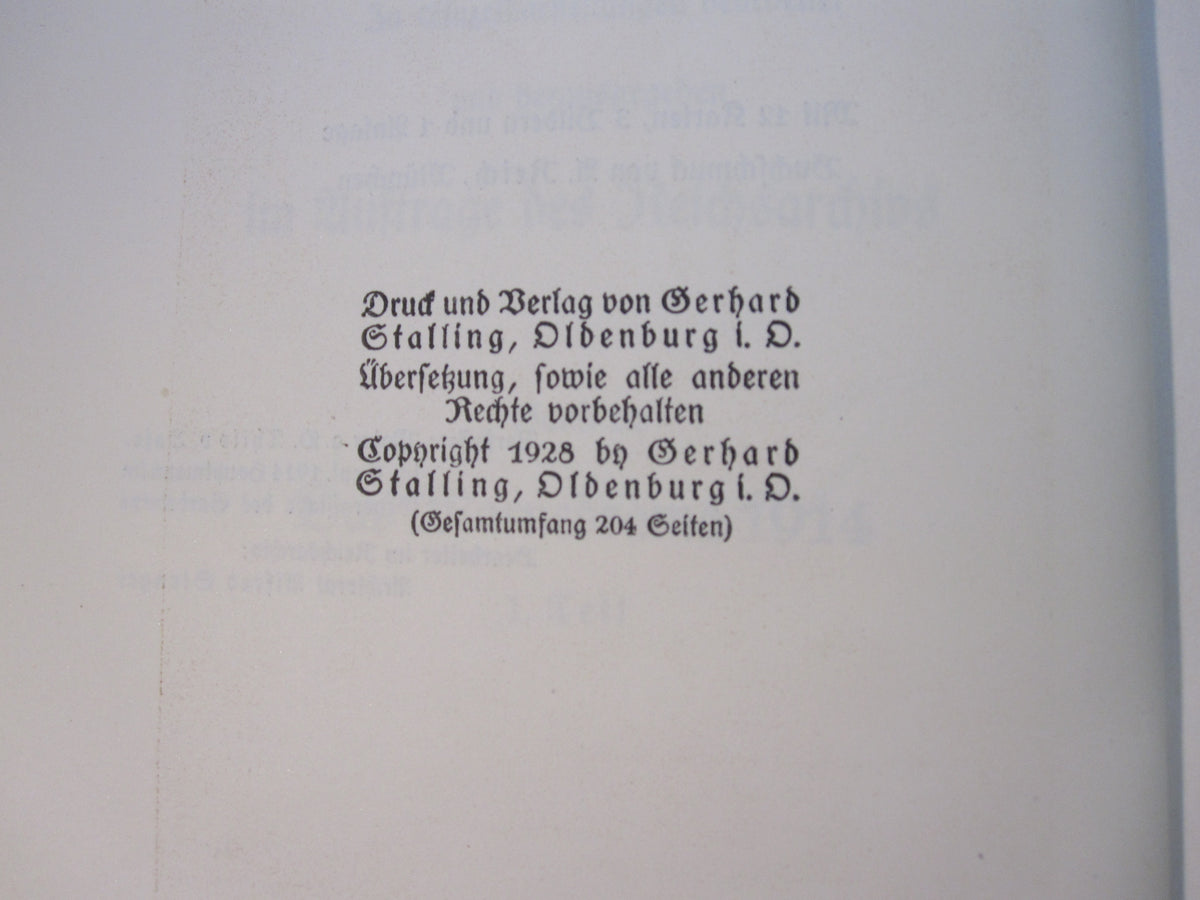 Druck und Verlag von Gerhard
Stalling, Oldenburg i. O.
Übersetzung, sowie alle anderen
Rechte vorbehalten
Copyright 1928 by Gerhard
Stalling, Oldenburg i. O.
(Gesamtumfang 204 Seiten)